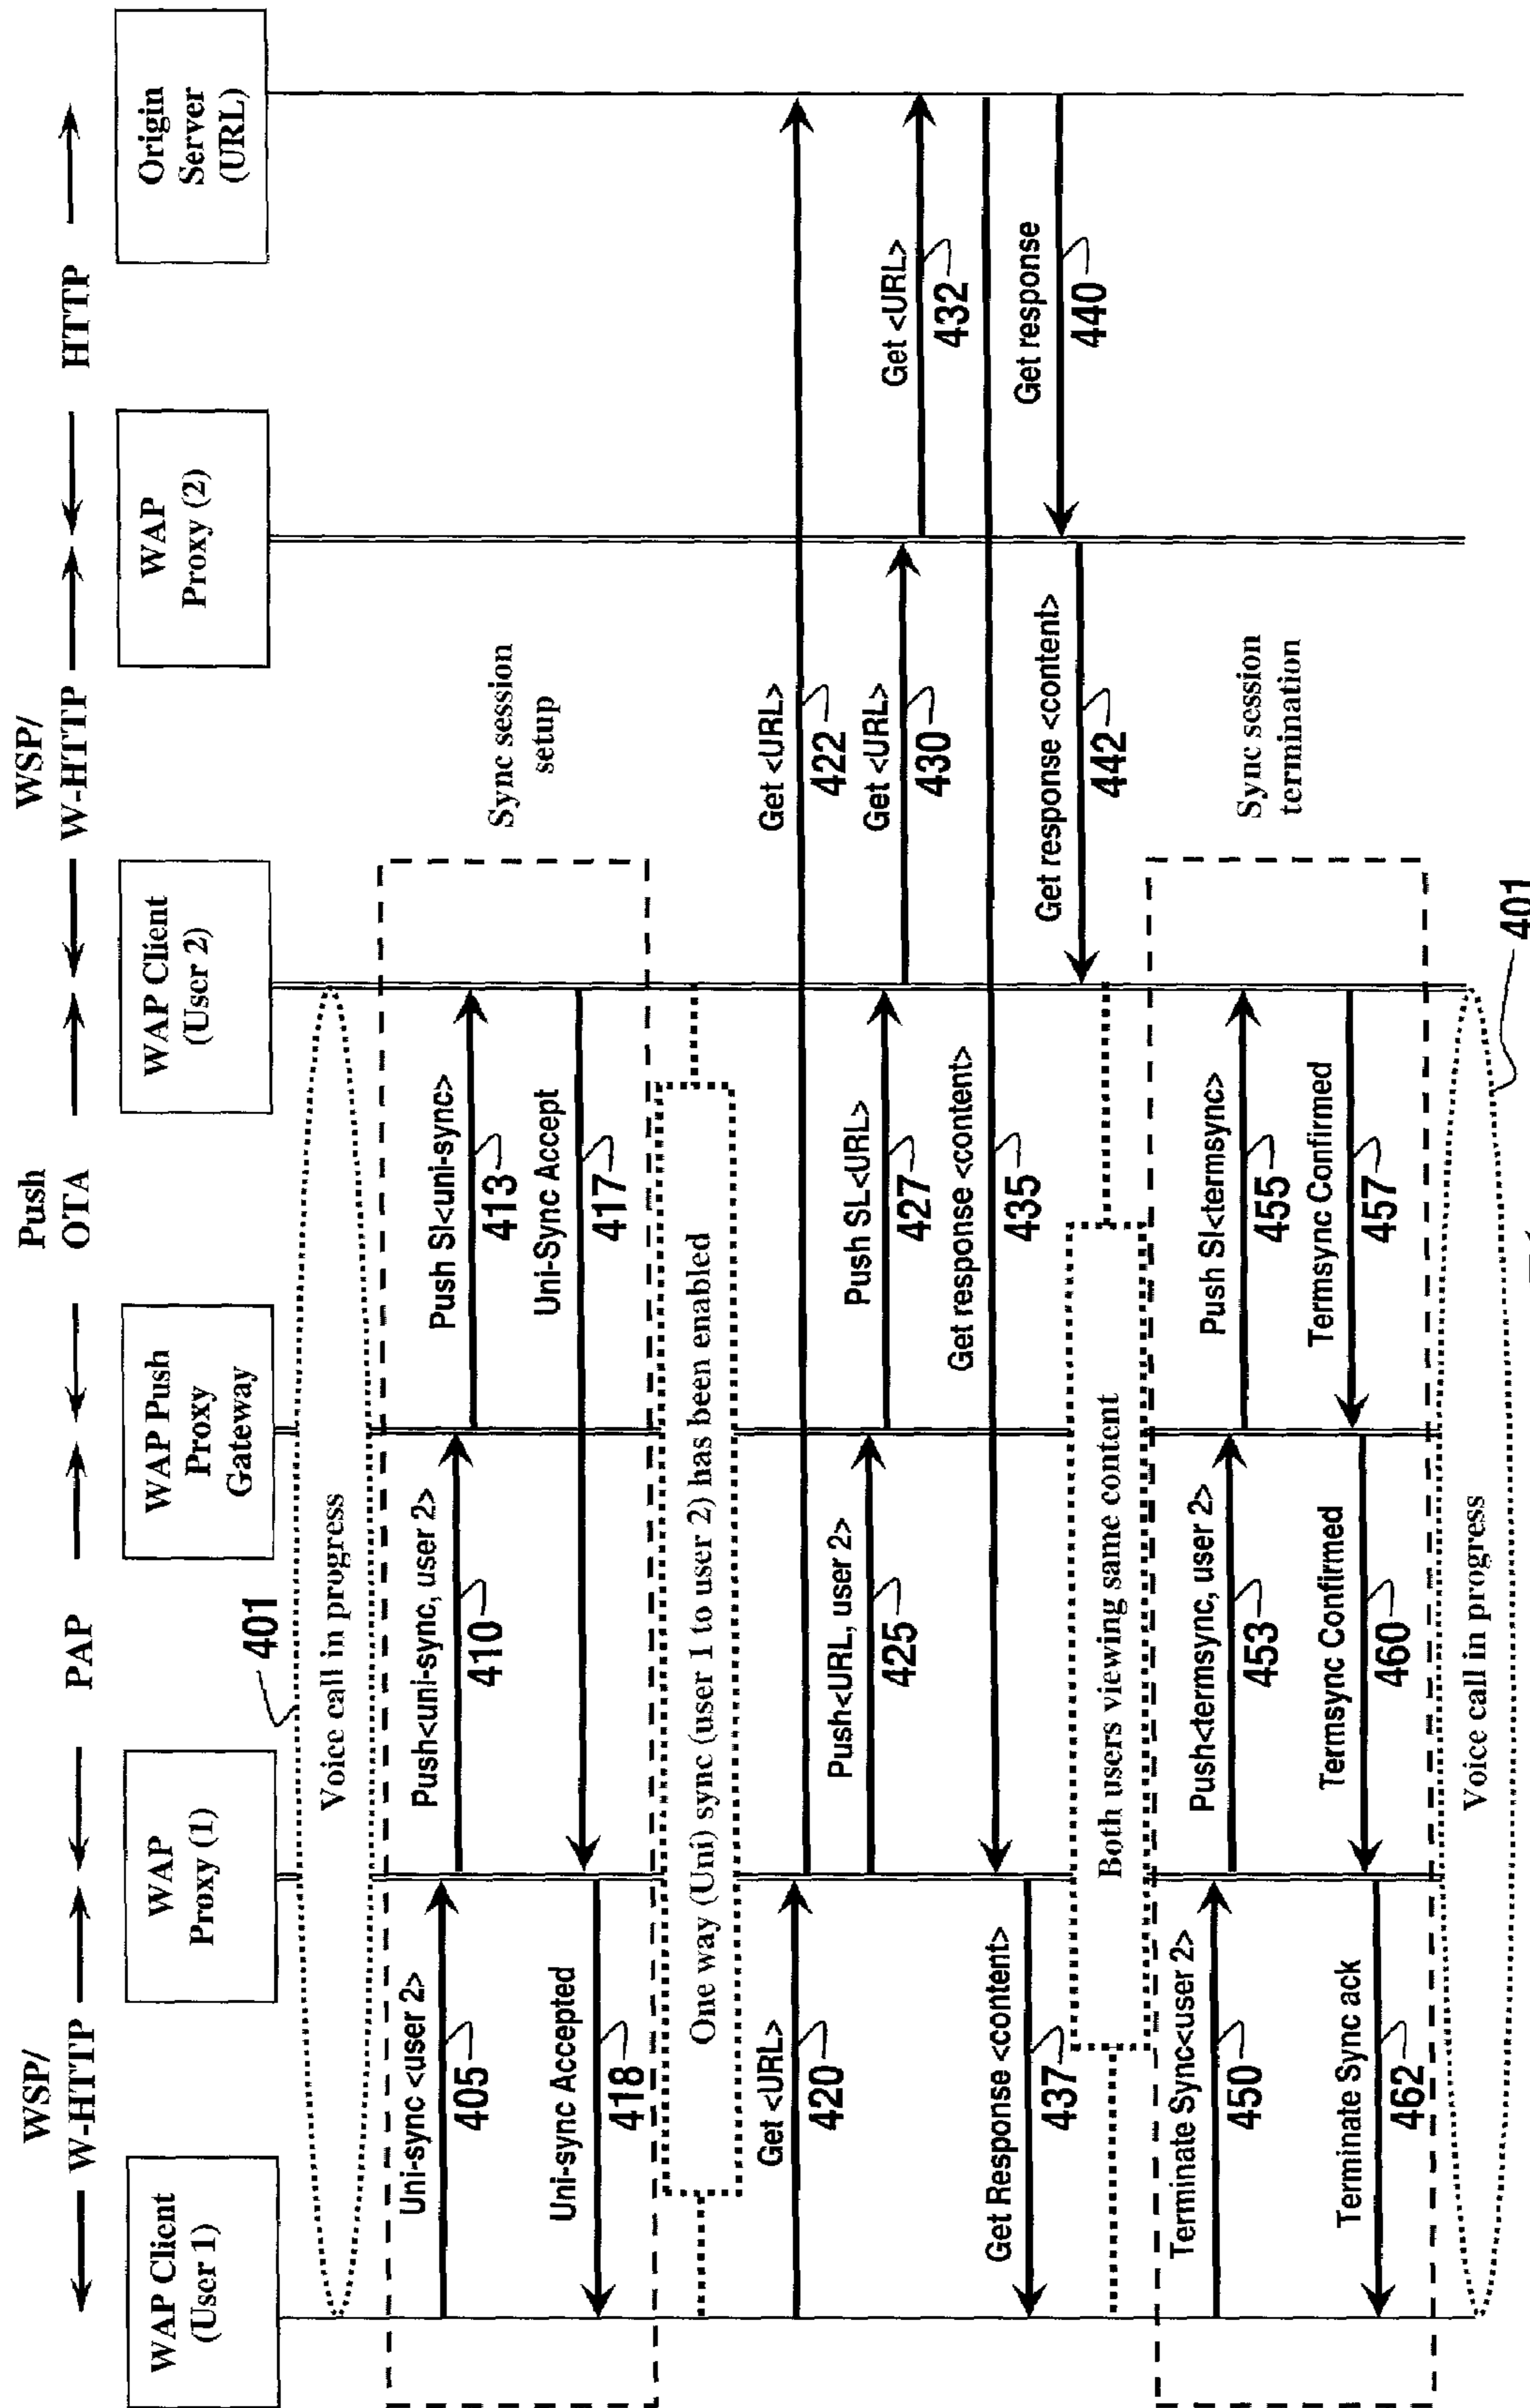 WSP/
W-HTTP
PAP
Push
OTA
WSP/
W-HTTP
HTTP
WAP Client
(User 1)
WAP
Proxy (1)
WAP Push
Proxy
Gateway
WAP Client
(User 2)
WAP
Proxy (2)
Origin
Server
(URL)
401
Voice call in progress
Uni-sync <user 2>
405
Push<uni-sync, user 2>
410
Push SI<uni-sync>
413
Sync session
setup
Uni-Sync Accept
417
Uni-sync Accepted
418
One way (Uni) sync (user 1 to user 2) has been enabled
Get <URL>
420
Get <URL>
422
Push<URL, user 2>
425
Push SL<URL>
427
Get <URL>
430
Get <URL>
432
Get response <content>
435
Get Response <content>
437
Get response
440
Get response <content>
442
Both users viewing same content
Terminate Sync<user 2>
450
Push<termsync, user 2>
453
Push SI<termsync>
455
Sync session
termination
Termsync Confirmed
457
Termsync Confirmed
460
Terminate Sync ack
462
Voice call in progress
401